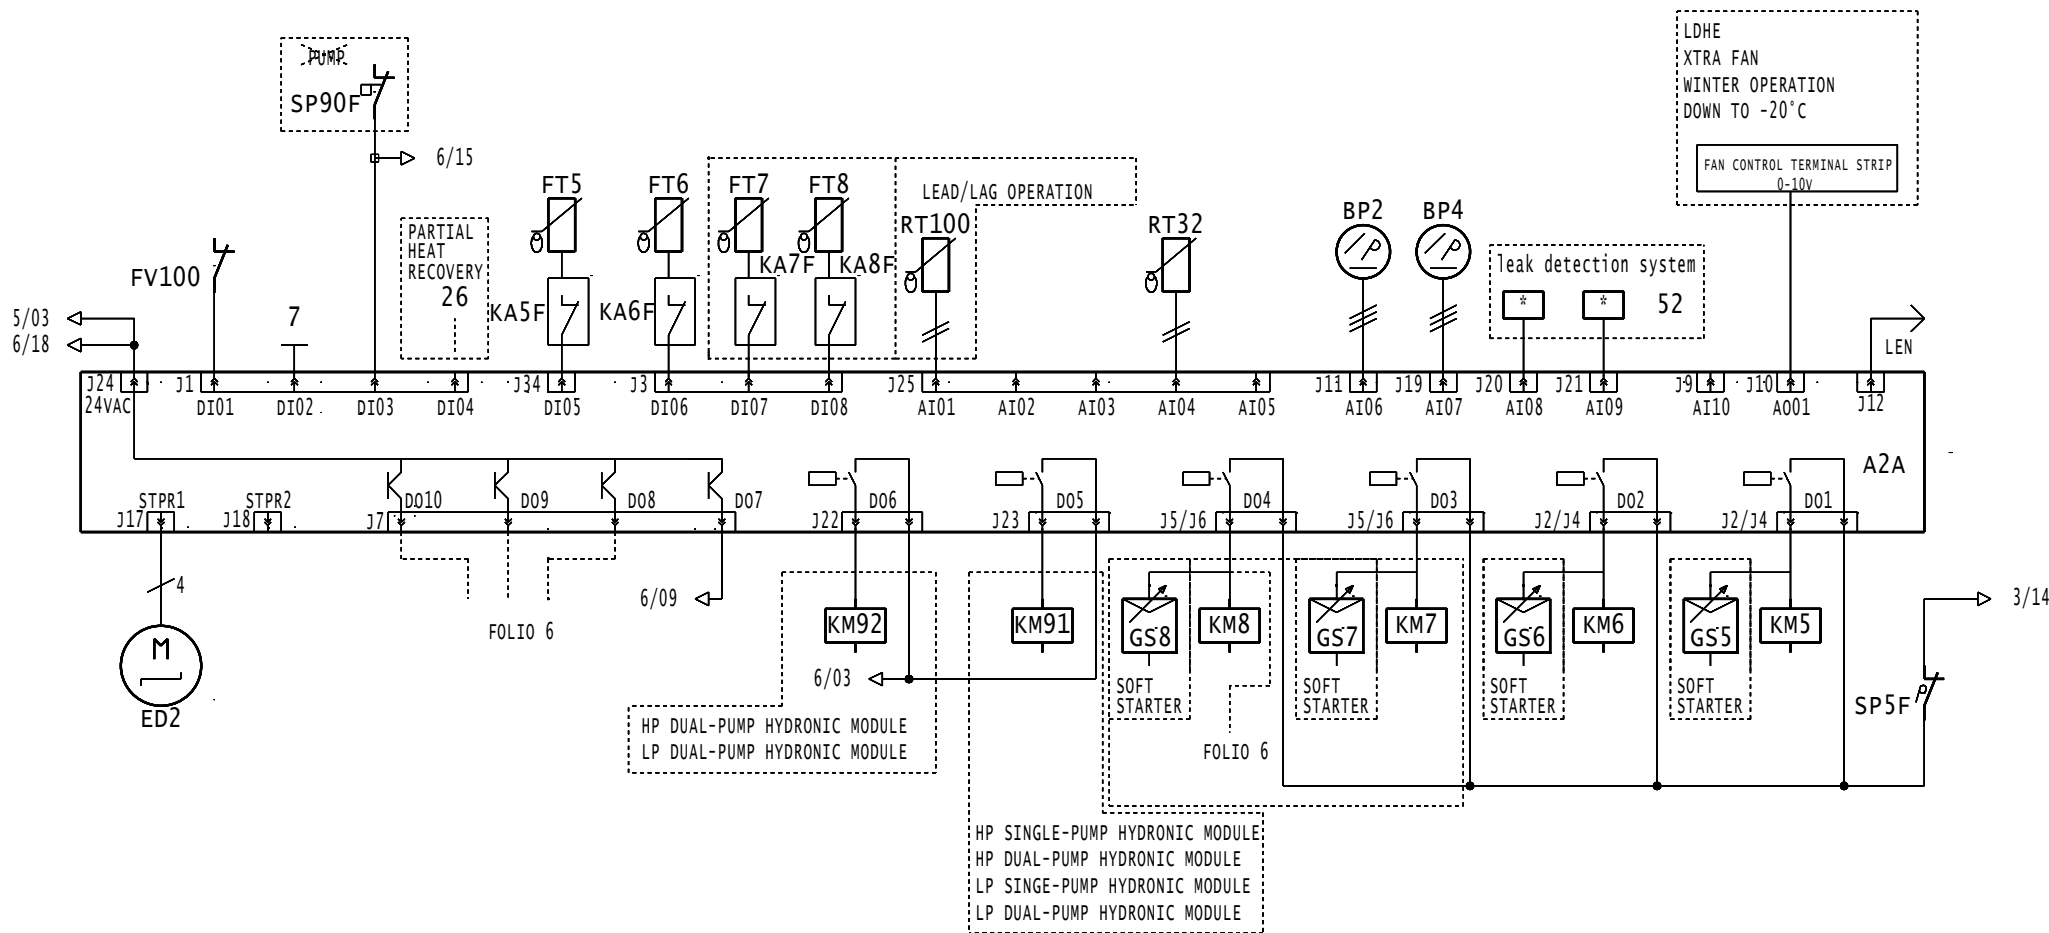 LDHE
XTRA FAN
WINTER OPERATION
DOWN TO -20°C
FAN CONTROL TERMINAL STRIP
0-10V
PUMP
SP90F
6/15
FT5
FT6
FT7
FT8
LEAD/LAG OPERATION
RT100
RT32
BP2
BP4
PARTIAL
HEAT
RECOVERY
26
FV100
KA5F
KA6F
KA7F
KA8F
leak detection system
* * 52
5/03
6/18
7
LEN
J24
24VAC
J1
DI01
DI02
DI03
DI04
J34
DI05
J3
DI06
DI07
DI08
J25
AI01
AI02
AI03
AI04
AI05
J11
AI06
J19
AI07
J20
AI08
J21
AI09
J9
AI10
J10
AO01
J12
A2A
STPR1
J17
STPR2
J18
J7
DO10
DO9
DO8
DO7
J22
DO6
J23
DO5
J5/J6
DO4
J5/J6
DO3
J2/J4
DO2
J2/J4
DO1
4
M
ED2
FOLIO 6
6/09
KM92
KM91
GS8
KM8
GS7
KM7
GS6
KM6
GS5
KM5
3/14
6/03
SOFT
STARTER
SOFT
STARTER
SOFT
STARTER
SOFT
STARTER
SP5F
FOLIO 6
HP DUAL-PUMP HYDRONIC MODULE
LP DUAL-PUMP HYDRONIC MODULE
HP SINGLE-PUMP HYDRONIC MODULE
HP DUAL-PUMP HYDRONIC MODULE
LP SINGE-PUMP HYDRONIC MODULE
LP DUAL-PUMP HYDRONIC MODULE